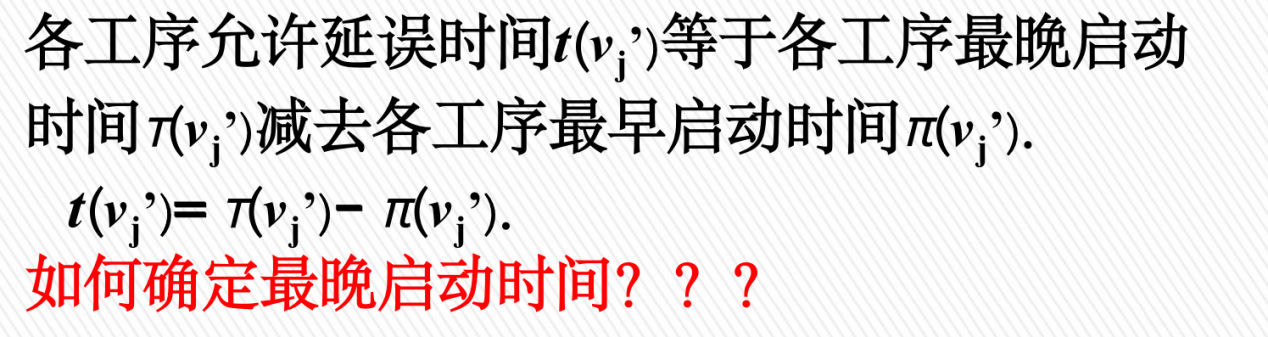 各工序允许延误时间t(vj’)等于各工序最晚启动
时间τ(vj’)减去各工序最早启动时间π(vj’).
t(vj’)= τ(vj’)− π(vj’).
如何确定最晚启动时间？？？